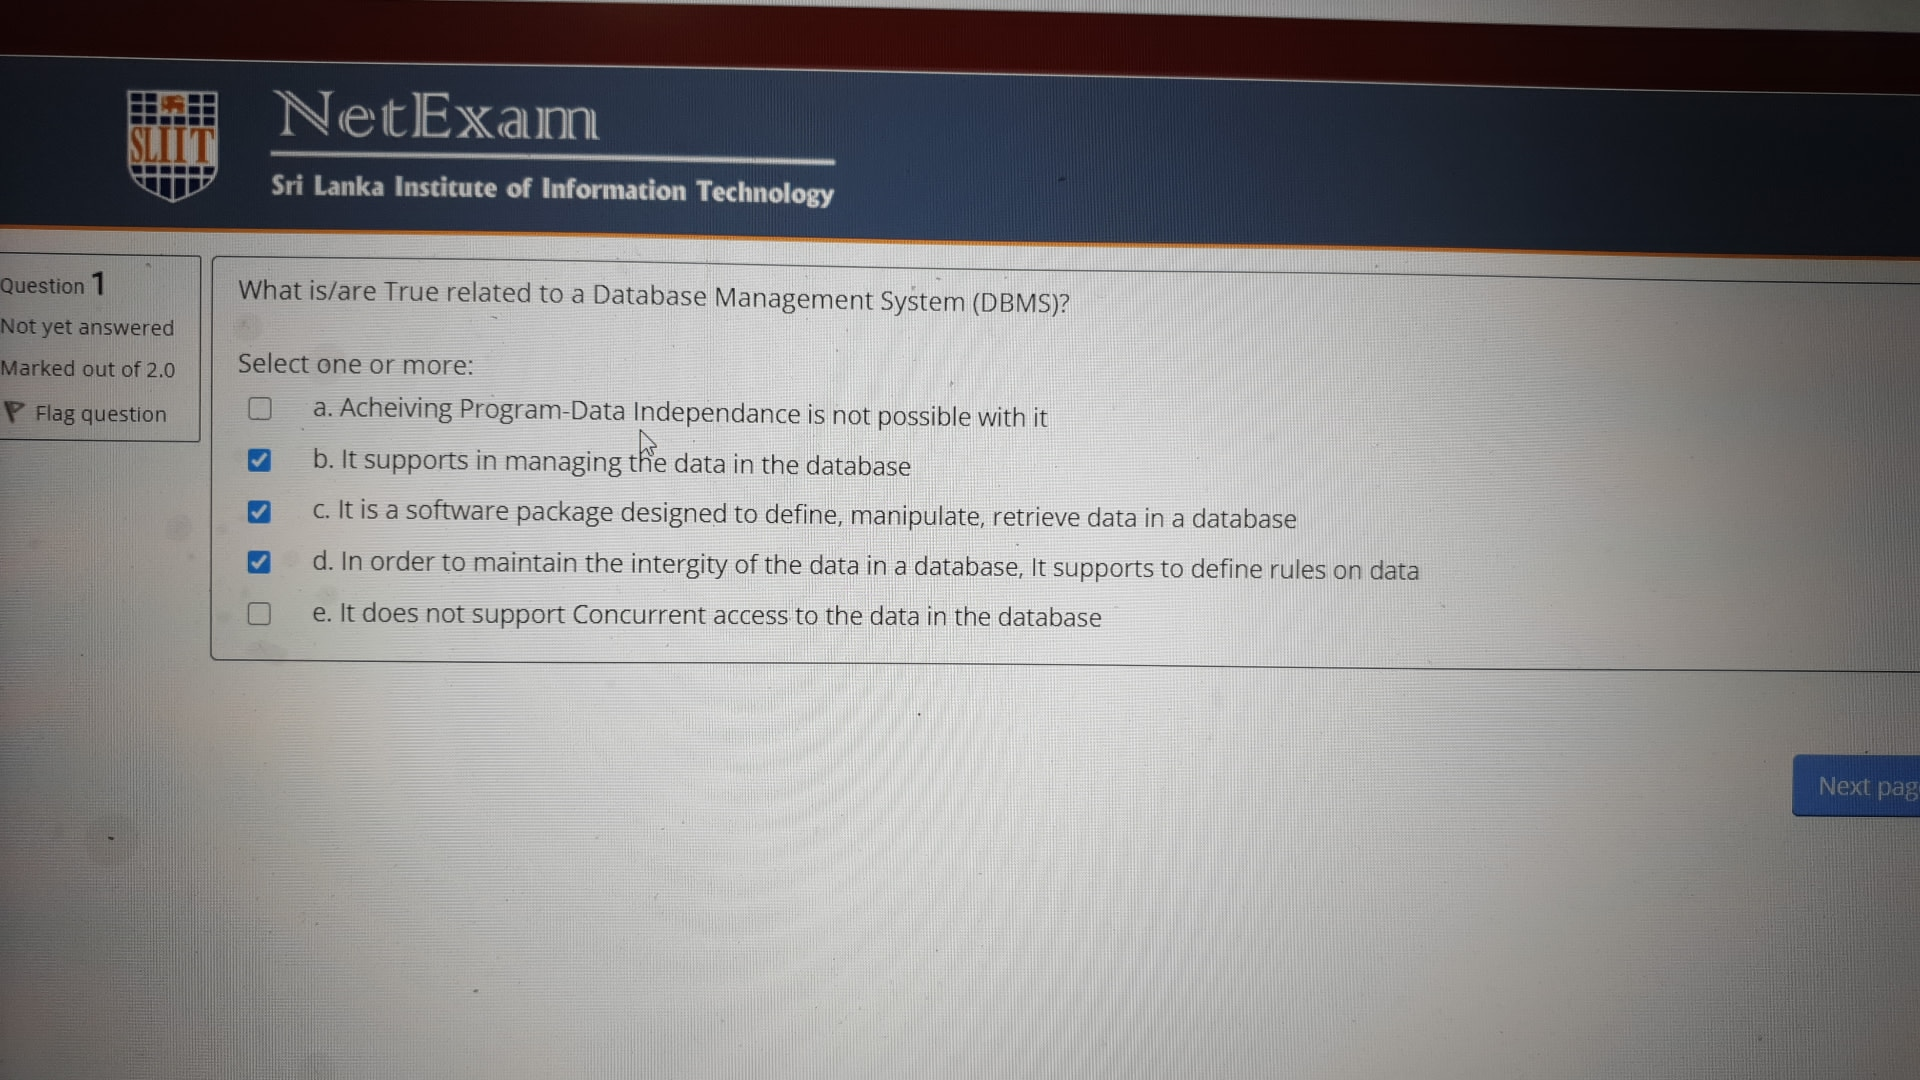 SLIIT
NetExam
Sri Lanka Institute of Information Technology
Question 1
Not yet answered
Marked out of 2.0
Flag question
What is/are True related to a Database Management System (DBMS)?
Select one or more:
a. Acheiving Program-Data Independance is not possible with it
b. It supports in managing the data in the database
c. It is a software package designed to define, manipulate, retrieve data in a database
d. In order to maintain the intergity of the data in a database, It supports to define rules on data
e. It does not support Concurrent access to the data in the database
Next pag